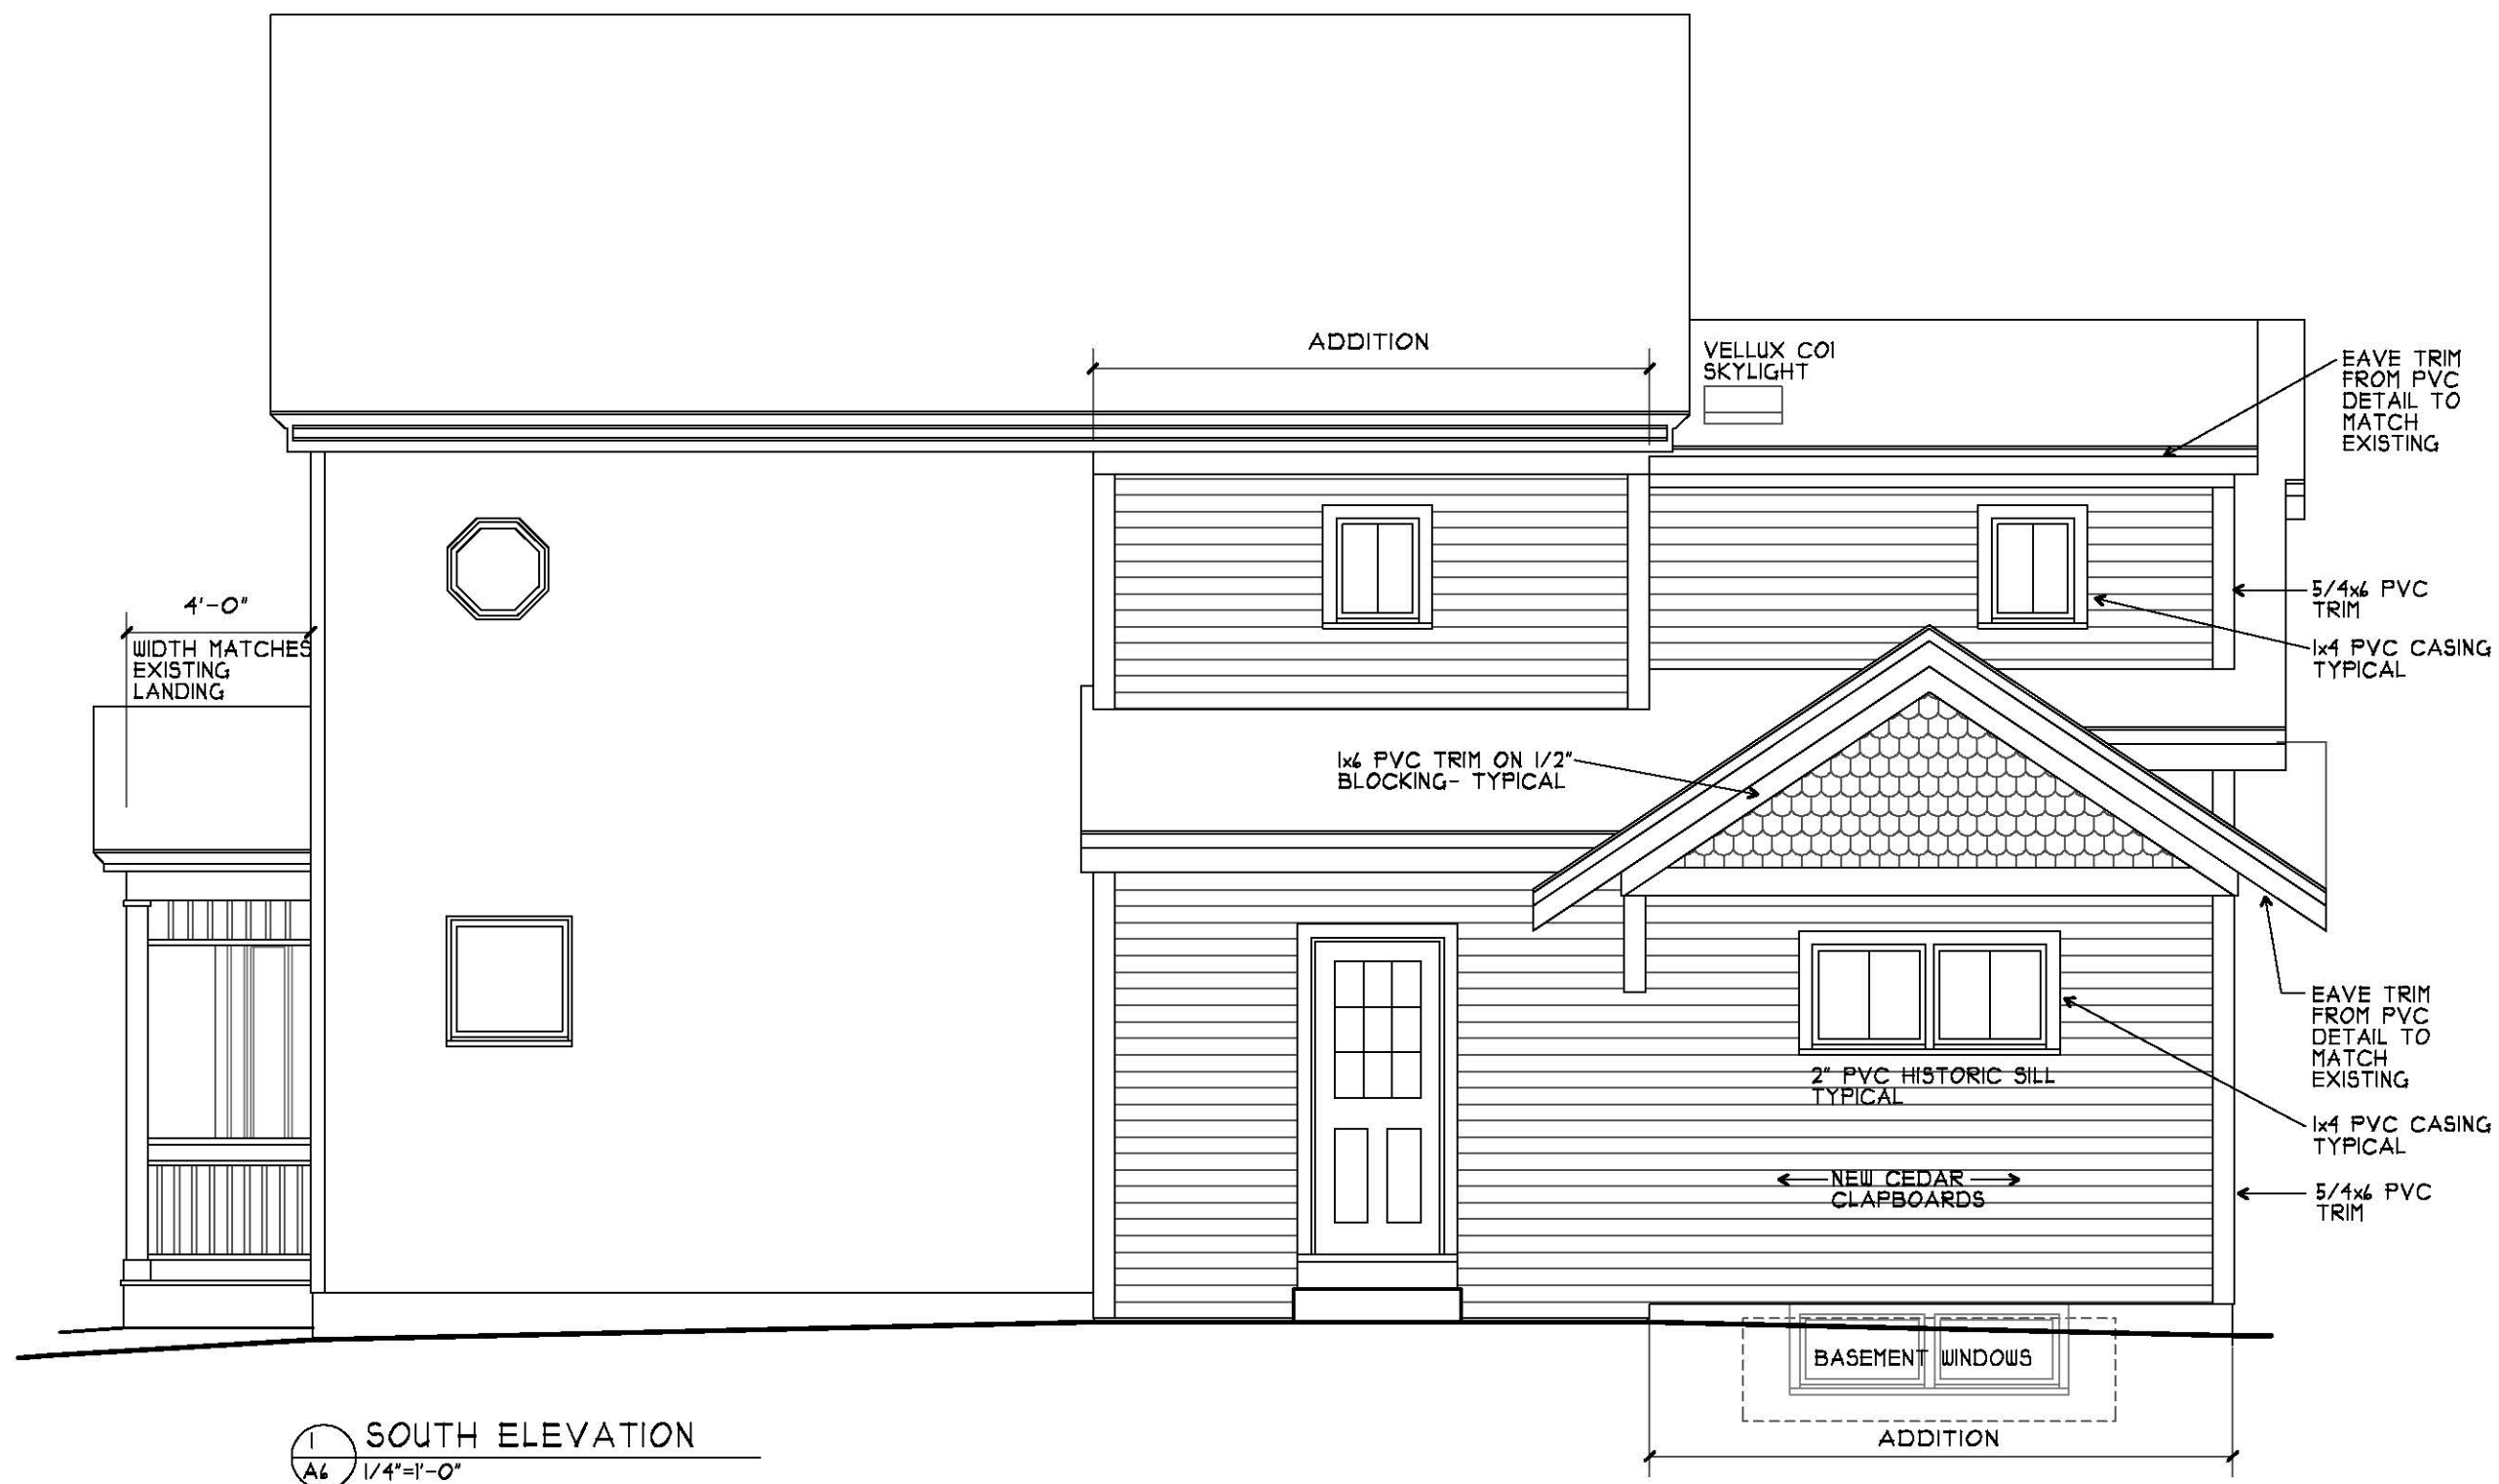 ADDITION
VELLUX C01
SKYLIGHT
EAVE TRIM
FROM PVC
DETAIL TO
MATCH
EXISTING
4'-0"
WIDTH MATCHES
EXISTING
LANDING
5/4x6 PVC
TRIM
1x4 PVC CASING
TYPICAL
1x6 PVC TRIM ON 1/2"
BLOCKING- TYPICAL
EAVE TRIM
FROM PVC
DETAIL TO
MATCH
EXISTING
2" PVC HISTORIC SILL
TYPICAL
1x4 PVC CASING
TYPICAL
NEW CEDAR
CLAPBOARDS
5/4x6 PVC
TRIM
BASEMENT WINDOWS
ADDITION
1
A6
SOUTH ELEVATION
1/4"=1'-0"